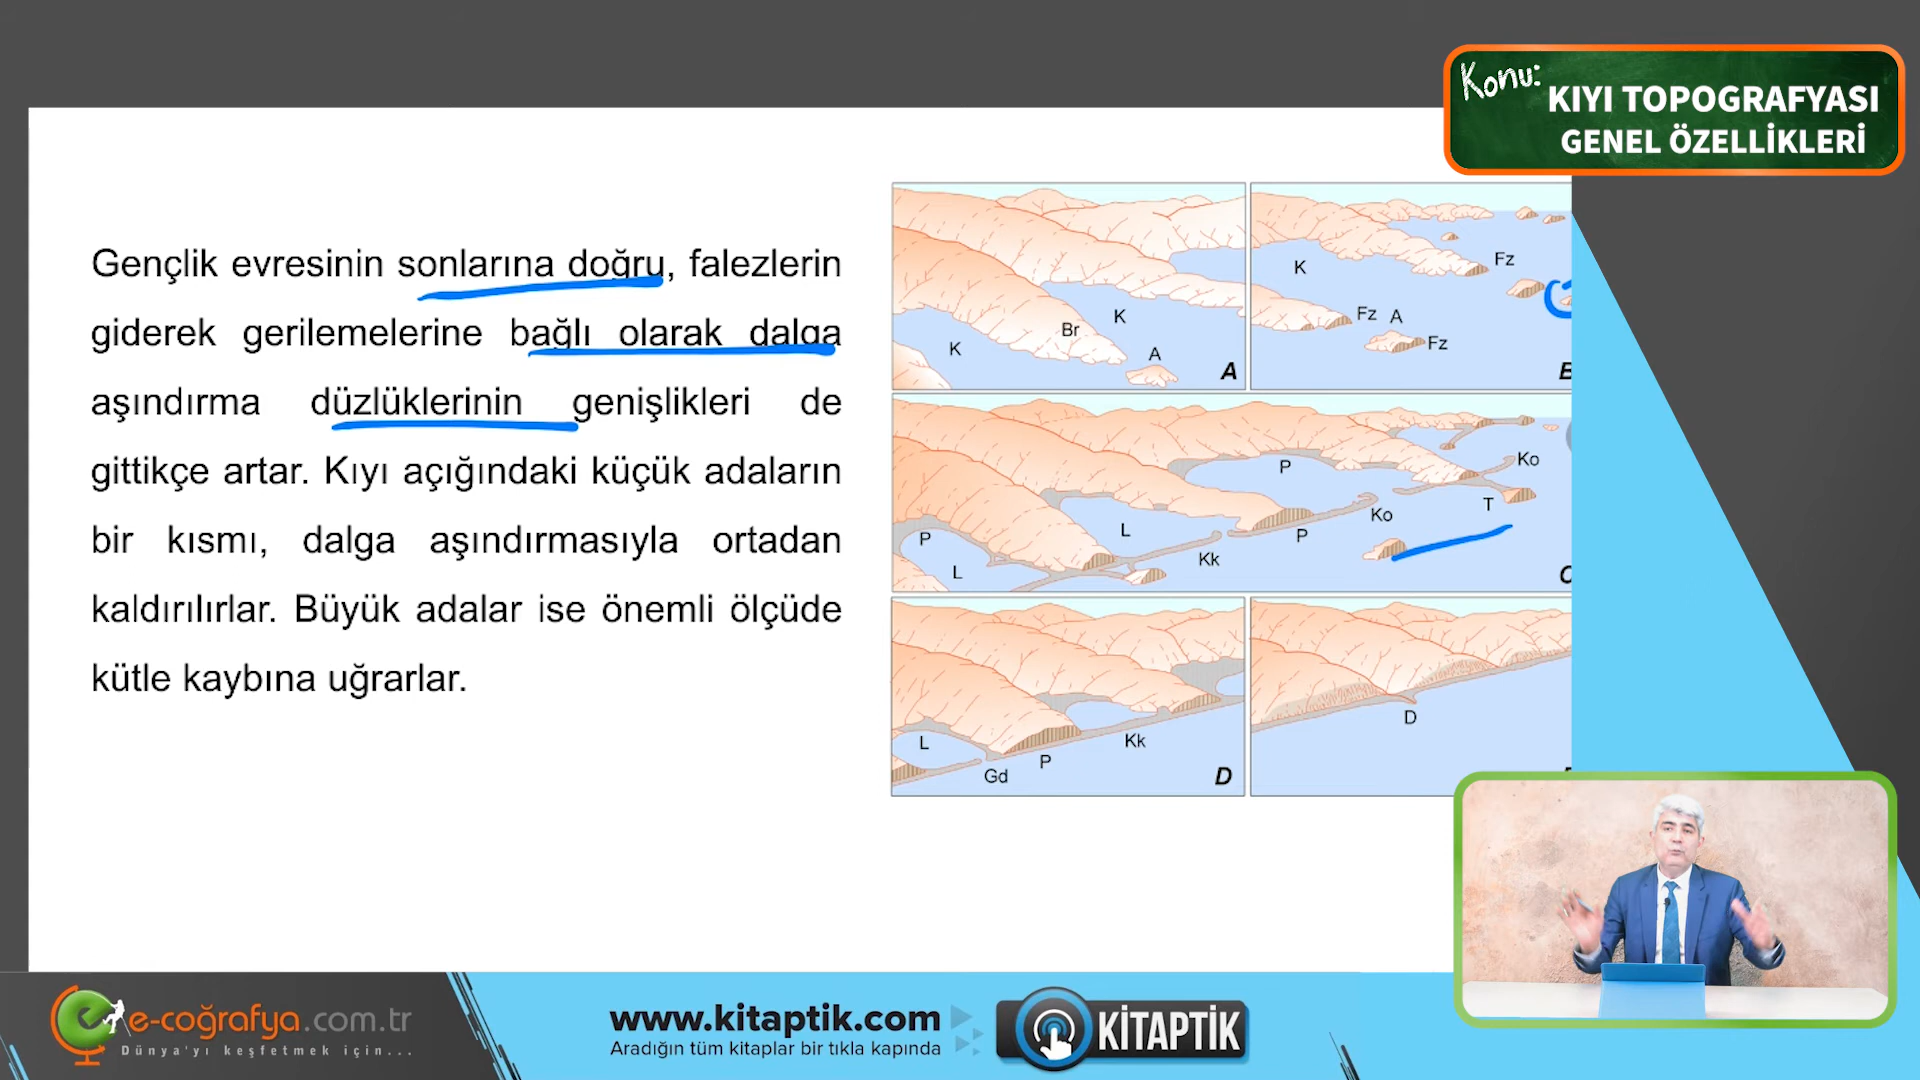 Konu:
KIYI TOPOGRAFYASI
GENEL ÖZELLİKLERİ
Gençlik evresinin sonlarına doğru, falezlerin
giderek gerilemelerine bağlı olarak dalga
aşındırma düzlüklerinin genişlikleri de
gittikçe artar. Kıyı açığındaki küçük adaların
bir kısmı, dalga aşındırmasıyla ortadan
kaldırılırlar. Büyük adalar ise önemli ölçüde
kütle kaybına uğrarlar.
K
K
Br
A
A
K
Fz
Fz
A
Fz
P
L
L
P
Kk
P
Ko
T
Ko
L
Gd
P
Kk
D
D
e-coğrafya.com.tr
Dünya'yı keşfetmek için...
www.kitaptik.com
Aradığın tüm kitaplar bir tıkla kapında
KİTAPTIK